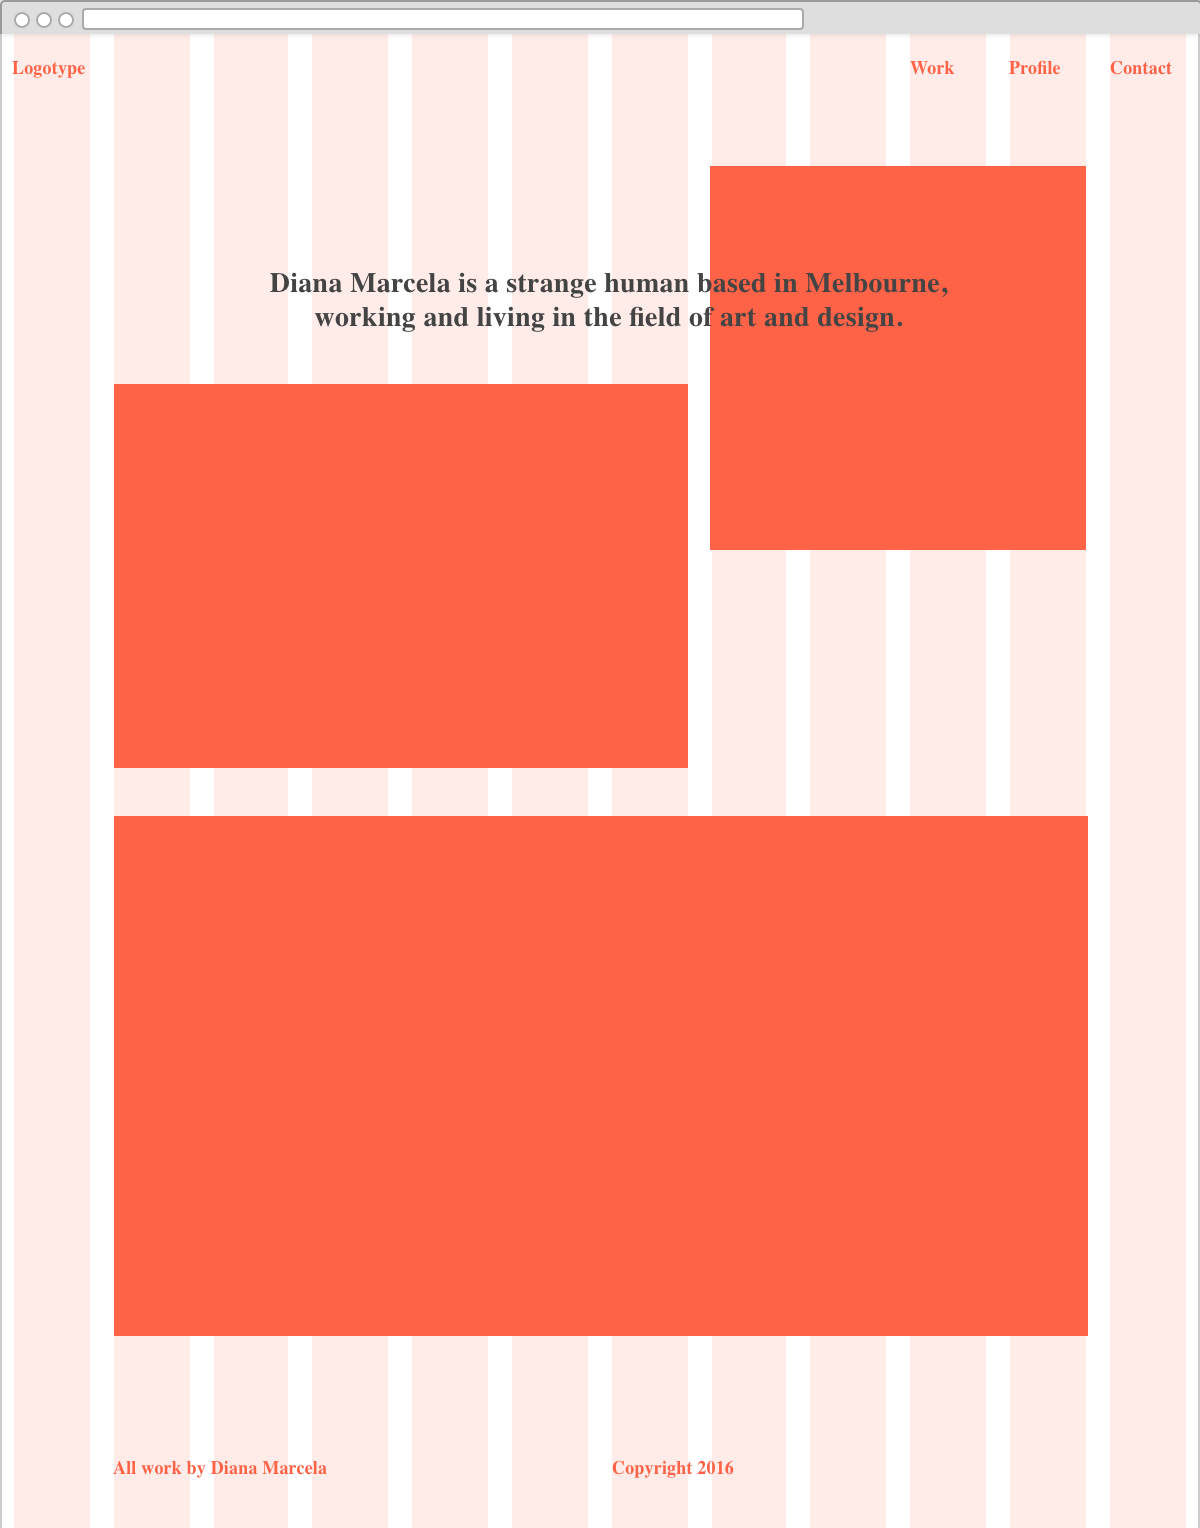 Logotype Work Profile Contact
Diana Marcela is a strange human based in Melbourne,
working and living in the field of art and design.
All work by Diana Marcela Copyright 2016